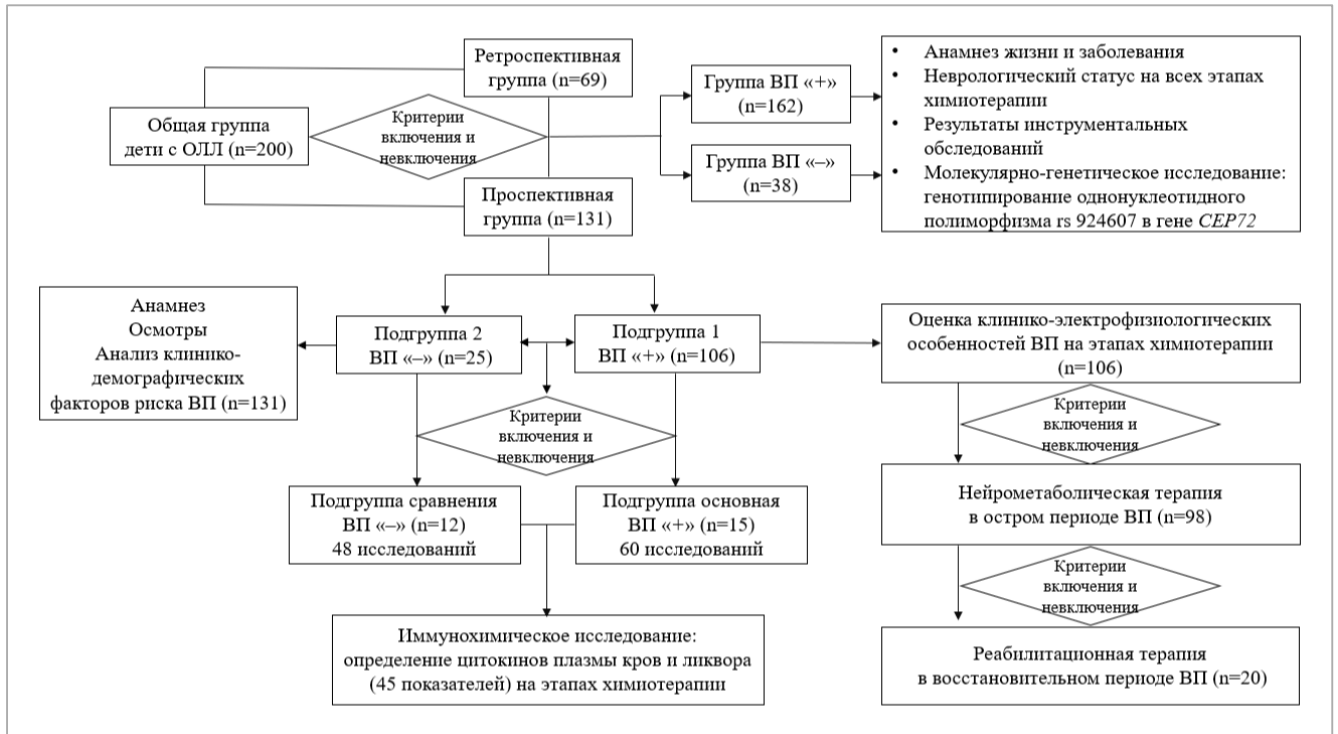 Ретроспективная
группа (n=69)
Общая группа
дети с ОЛЛ (n=200)
Критерии
включения и
невключения
Проспективная
группа (n=131)
Группа ВП «+»
(n=162)
Группа ВП «–»
(n=38)
• Анамнез жизни и заболевания
• Неврологический статус на всех этапах
химиотерапии
• Результаты инструментальных
обследований
• Молекулярно-генетическое исследование:
генотипирование однонуклеотидного
полиморфизма rs 924607 в гене CEP72
Анамнез
Осмотры
Анализ клинико-
демографических
факторов риска ВП (n=131)
Подгруппа 2
ВП «–» (n=25)
Подгруппа 1
ВП «+» (n=106)
Оценка клинико-электрофизиологических
особенностей ВП на этапах химиотерапии
(n=106)
Критерии
включения и
невключения
Критерии
включения и
невключения
Подгруппа сравнения
ВП «–» (n=12)
48 исследований
Подгруппа основная
ВП «+» (n=15)
60 исследований
Нейрометаболическая терапия
в остром периоде ВП (n=98)
Критерии
включения и
невключения
Иммунохимическое исследование:
определение цитокинов плазмы кров и ликвора
(45 показателей) на этапах химиотерапии
Реабилитационная терапия
в восстановительном периоде ВП (n=20)